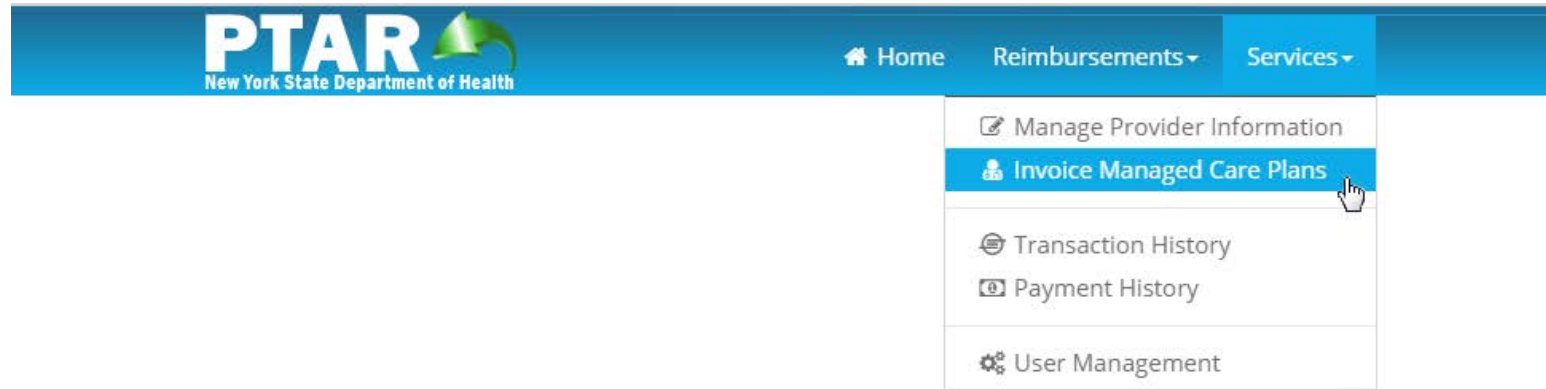 PTAR
New York State Department of Health
Home Reimbursements Services
Manage Provider Information
Invoice Managed Care Plans
Transaction History
Payment History
User Management